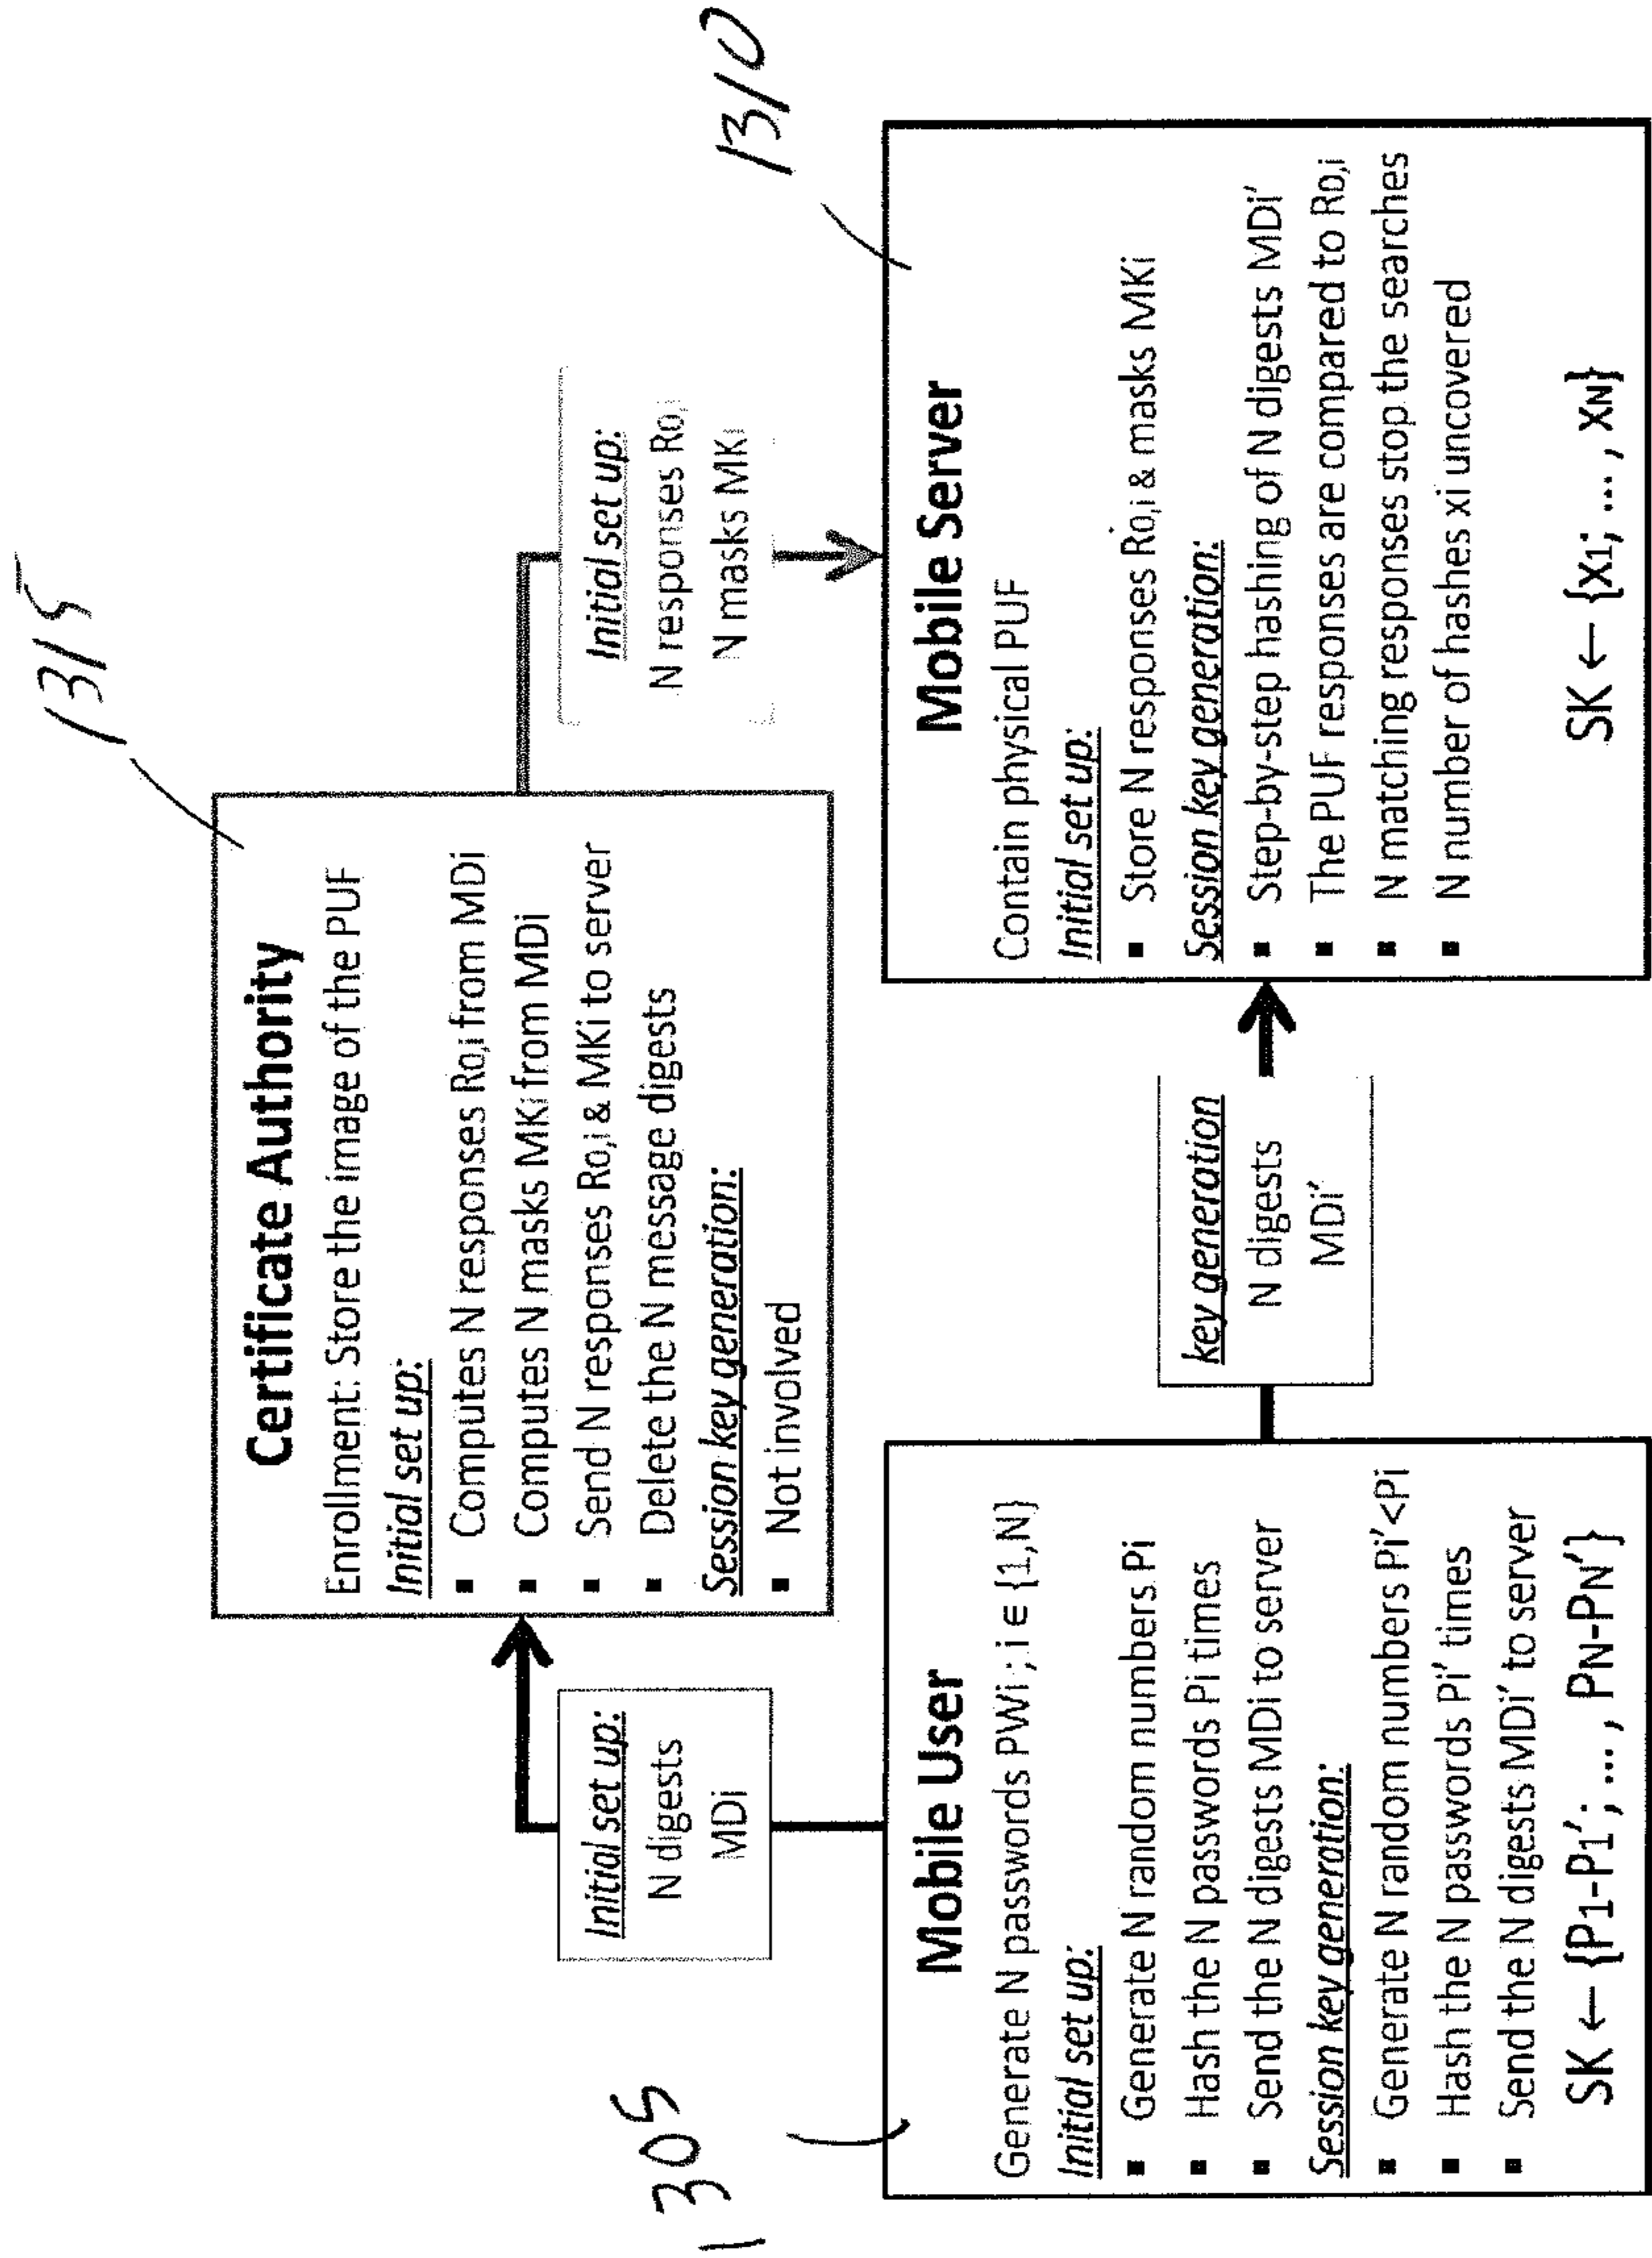 1315
Certificate Authority
Enrollment: Store the image of the PUF
Initial set up:
▪ Computes N responses Ro,i from MDi
▪ Computes N masks MKi from MDi
▪ Send N responses Ro,i & MKi to server
▪ Delete the N message digests
Session key generation:
▪ Not involved
Initial set up:
N digests
MDi
Initial set up:
N responses Ro,i
N masks MKi
1305
Mobile User
Generate N passwords PWi ; i ∈ {1,N}
Initial set up:
▪ Generate N random numbers Pi
▪ Hash the N passwords Pi times
▪ Send the N digests MDi to server
Session key generation:
▪ Generate N random numbers Pi'<Pi
▪ Hash the N passwords Pi' times
▪ Send the N digests MDi' to server
SK ← {P1-P1'; ... , PN-PN'}
key generation
N digests
MDi'
1310
Mobile Server
Contain physical PUF
Initial set up:
▪ Store N responses Ro,i & masks MKi
Session key generation:
▪ Step-by-step hashing of N digests MDi'
▪ The PUF responses are compared to Ro,i
▪ N matching responses stop the searches
▪ N number of hashes xi uncovered
SK ← {x1; ... , xN}